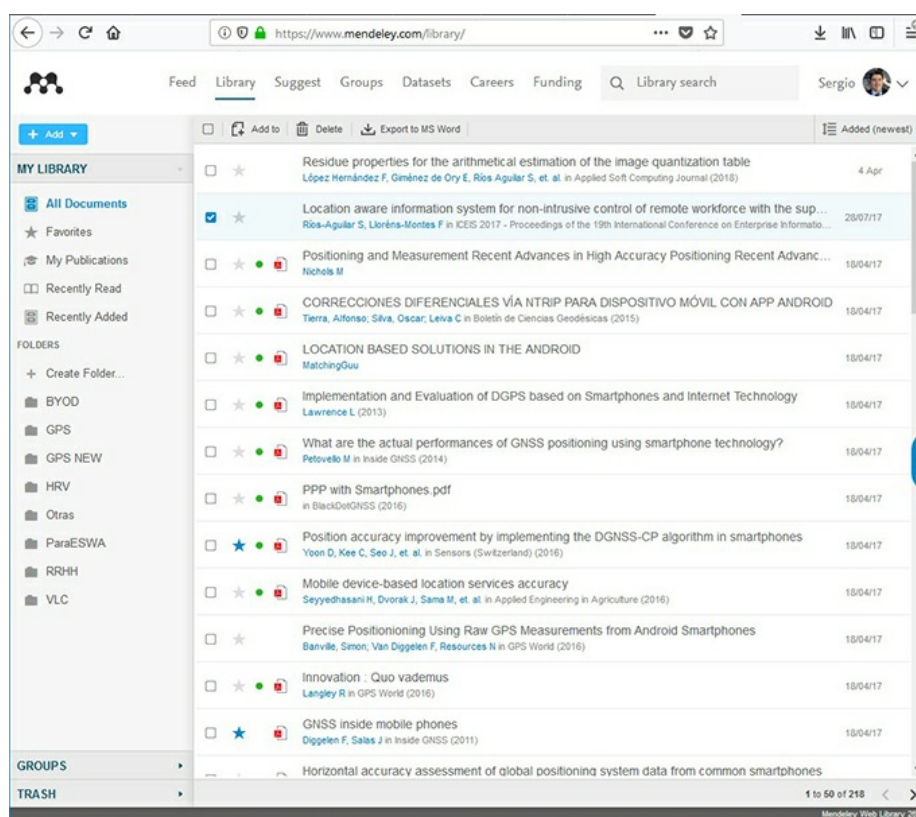 https://www.mendeley.com/library/
Feed Library Suggest Groups Datasets Careers Funding Library search Sergio
+ Add Add to Delete Export to MS Word Added (newest)
MY LIBRARY
All Documents
Favorites
My Publications
Recently Read
Recently Added
FOLDERS
+ Create Folder...
BYOD
GPS
GPS NEW
HRV
Otras
ParaESWA
RRHH
VLC
GROUPS
TRASH
Residue properties for the arithmetical estimation of the image quantization table
López Hernández F, Giménez de Ory E, Ríos Aguilar S, et. al. in Applied Soft Computing Journal (2018)
4 Apr
Location aware information system for non-intrusive control of remote workforce with the sup...
Ríos-Aguilar S, Lloréns-Montes F in ICEIS 2017 - Proceedings of the 19th International Conference on Enterprise Informatio...
28/07/17
Positioning and Measurement Recent Advances in High Accuracy Positioning Recent Advanc...
Nichols M
18/04/17
CORRECCIONES DIFERENCIALES VÍA NTRIP PARA DISPOSITIVO MÓVIL CON APP ANDROID
Tierra, Alfonso; Silva, Oscar; Leiva C in Boletín de Ciencias Geodésicas (2015)
18/04/17
LOCATION BASED SOLUTIONS IN THE ANDROID
MatchingGuu
18/04/17
Implementation and Evaluation of DGPS based on Smartphones and Internet Technology
Lawrence L (2013)
18/04/17
What are the actual performances of GNSS positioning using smartphone technology?
Petovello M in Inside GNSS (2014)
18/04/17
PPP with Smartphones.pdf
in BlackDotGNSS (2016)
18/04/17
Position accuracy improvement by implementing the DGNSS-CP algorithm in smartphones
Yoon D, Kee C, Seo J, et. al. in Sensors (Switzerland) (2016)
18/04/17
Mobile device-based location services accuracy
Seyyedhasani H, Dvorak J, Sama M, et. al. in Applied Engineering in Agriculture (2016)
18/04/17
Precise Positionioning Using Raw GPS Measurements from Android Smartphones
Banville, Simon; Van Diggelen F, Resources N in GPS World (2016)
18/04/17
Innovation : Quo vademus
Langley R in GPS World (2016)
18/04/17
GNSS inside mobile phones
Diggelen F, Salas J in Inside GNSS (2011)
18/04/17
Horizontal accuracy assessment of global positioning system data from common smartphones
1 to 50 of 218
Mendeley Web Library